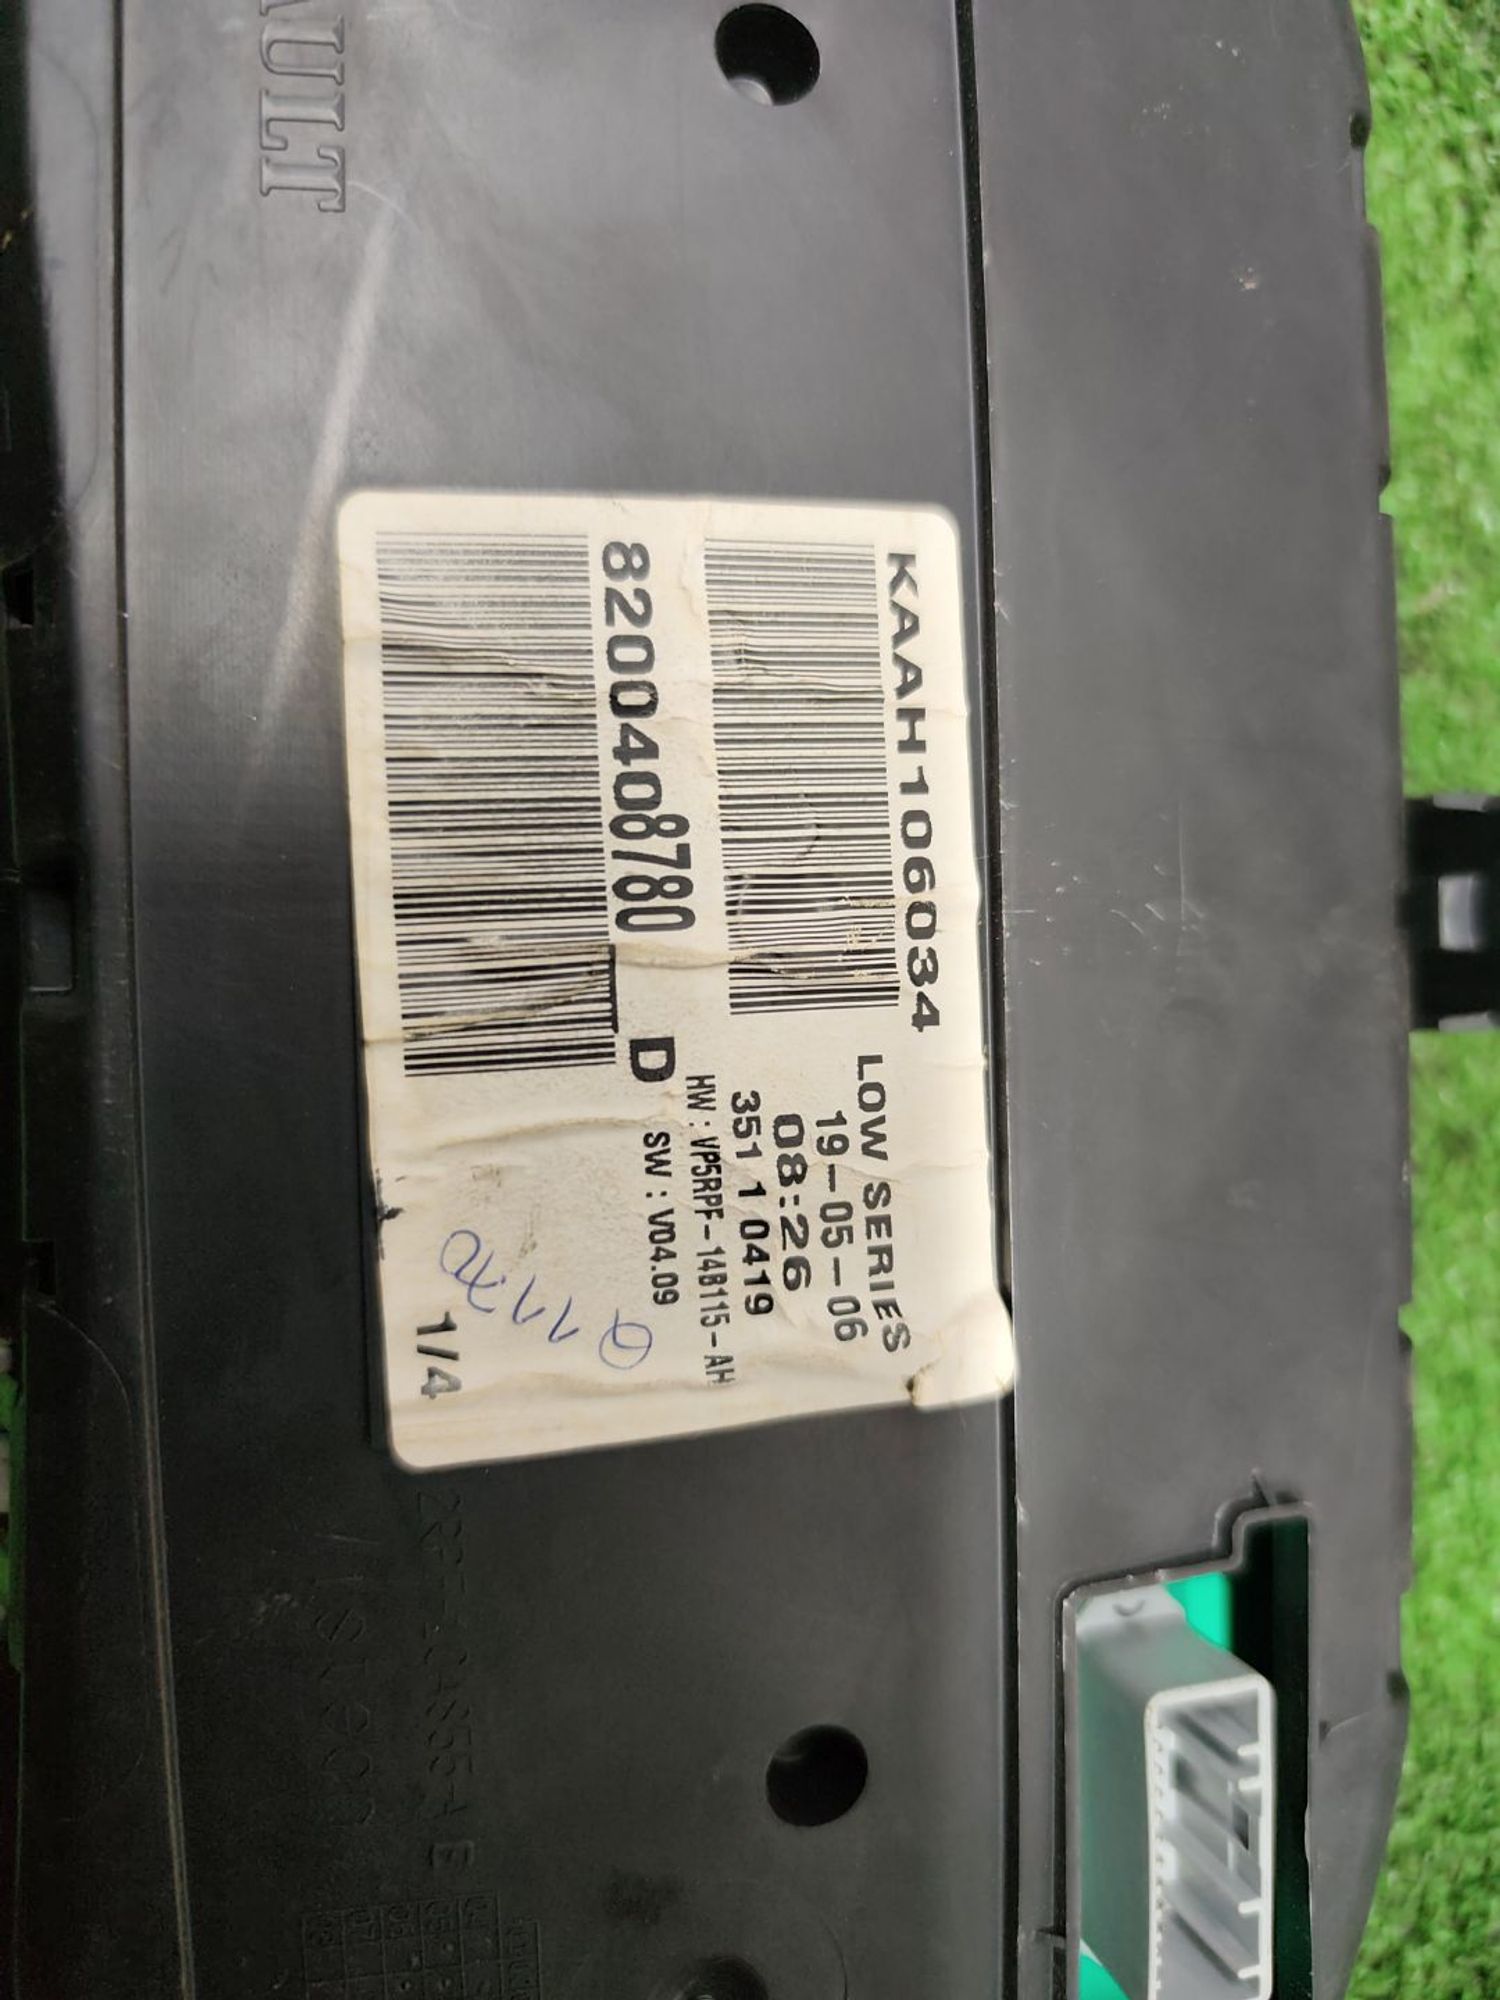 AULT
KAAH106034
LOW SERIES
19-05-06
08:26
351 1 0419
HW : VP5RPF-14B115-AH
8200408780 D
SW : V04.09
1/4